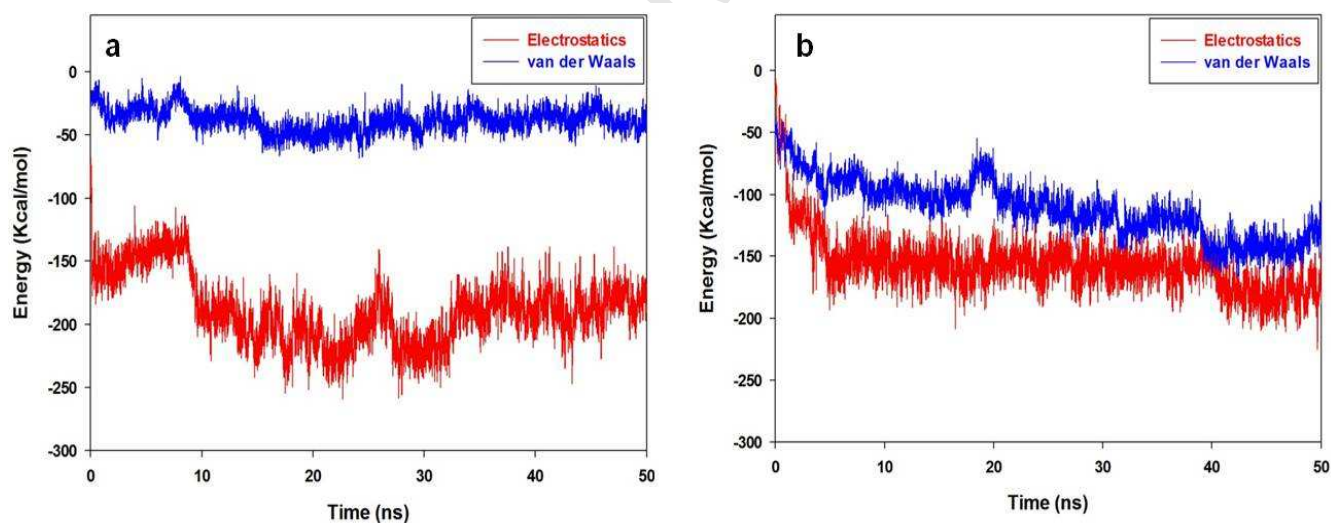 a
Electrostatics
van der Waals
0
-50
-100
-150
-200
-250
-300
Energy (Kcal/mol)
0
10
20
30
40
50
Time (ns)
b
Electrostatics
van der Waals
0
-50
-100
-150
-200
-250
-300
Energy (Kcal/mol)
0
10
20
30
40
50
Time (ns)